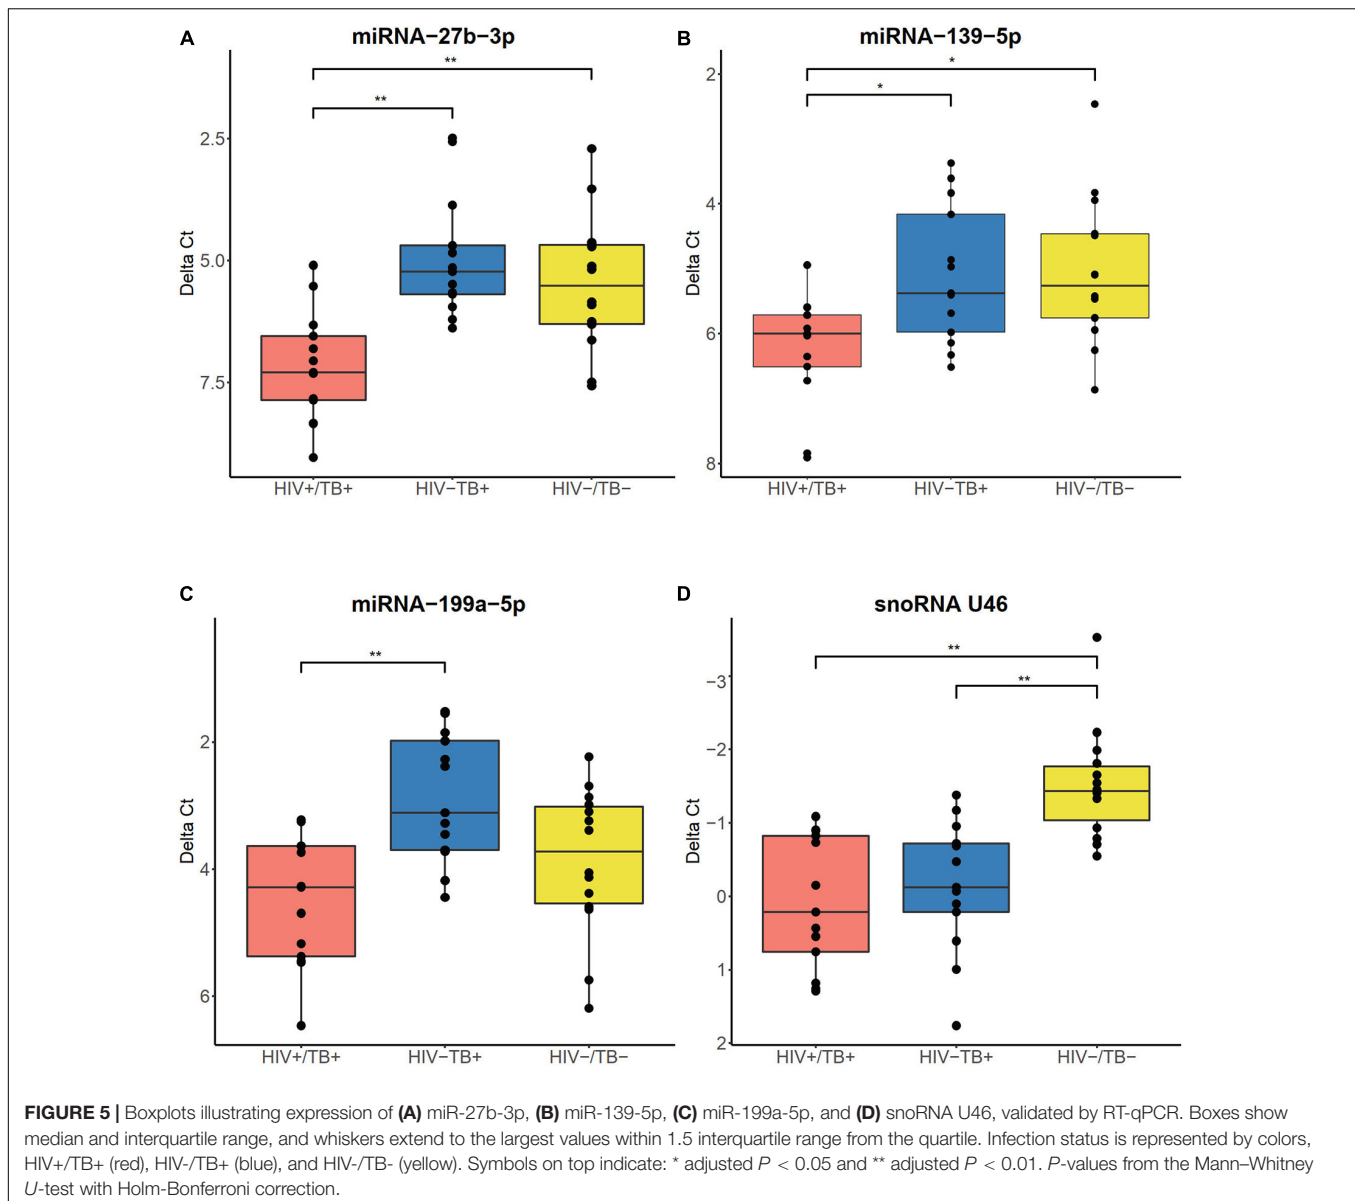 A
miRNA−27b−3p
**
**
2.5
5.0
7.5
Delta Ct
HIV+/TB+ HIV−TB+ HIV−/TB−
B
miRNA−139−5p
*
*
2
4
6
8
Delta Ct
HIV+/TB+ HIV−TB+ HIV−/TB−
C
miRNA−199a−5p
**
2
4
6
Delta Ct
HIV+/TB+ HIV−TB+ HIV−/TB−
D
snoRNA U46
**
**
−3
−2
−1
0
1
2
Delta Ct
HIV+/TB+ HIV−TB+ HIV−/TB−
FIGURE 5 | Boxplots illustrating expression of (A) miR-27b-3p, (B) miR-139-5p, (C) miR-199a-5p, and (D) snoRNA U46, validated by RT-qPCR. Boxes show
median and interquartile range, and whiskers extend to the largest values within 1.5 interquartile range from the quartile. Infection status is represented by colors,
HIV+/TB+ (red), HIV-/TB+ (blue), and HIV-/TB- (yellow). Symbols on top indicate: * adjusted P < 0.05 and ** adjusted P < 0.01. P-values from the Mann–Whitney
U-test with Holm-Bonferroni correction.